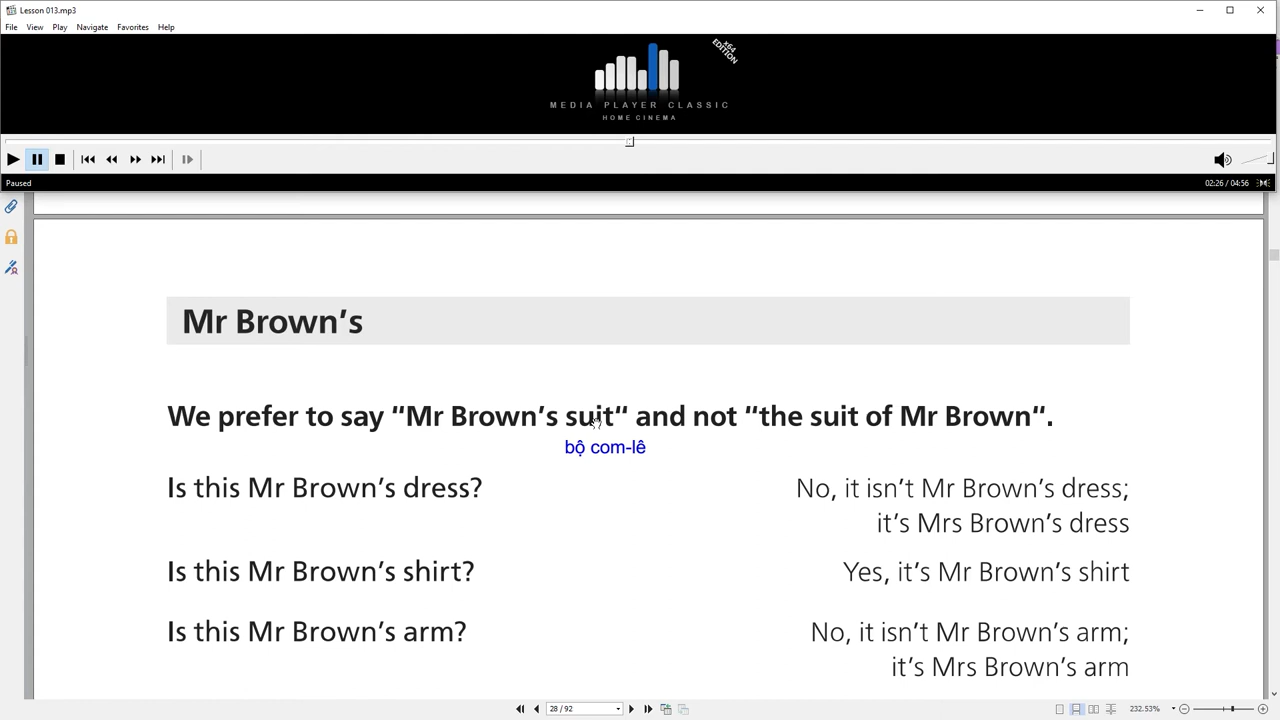 Lesson 013.mp3
File View Play Navigate Favorites Help
x64
EDITION
MEDIA PLAYER CLASSIC
HOME CINEMA
Paused
02:26 / 04:56
Mr Brown’s
We prefer to say “Mr Brown’s suit“ and not “the suit of Mr Brown“.
bộ com-lê
Is this Mr Brown’s dress? No, it isn’t Mr Brown’s dress;
it’s Mrs Brown’s dress
Is this Mr Brown’s shirt? Yes, it’s Mr Brown’s shirt
Is this Mr Brown’s arm? No, it isn’t Mr Brown’s arm;
it’s Mrs Brown’s arm
28 / 92
232.53%